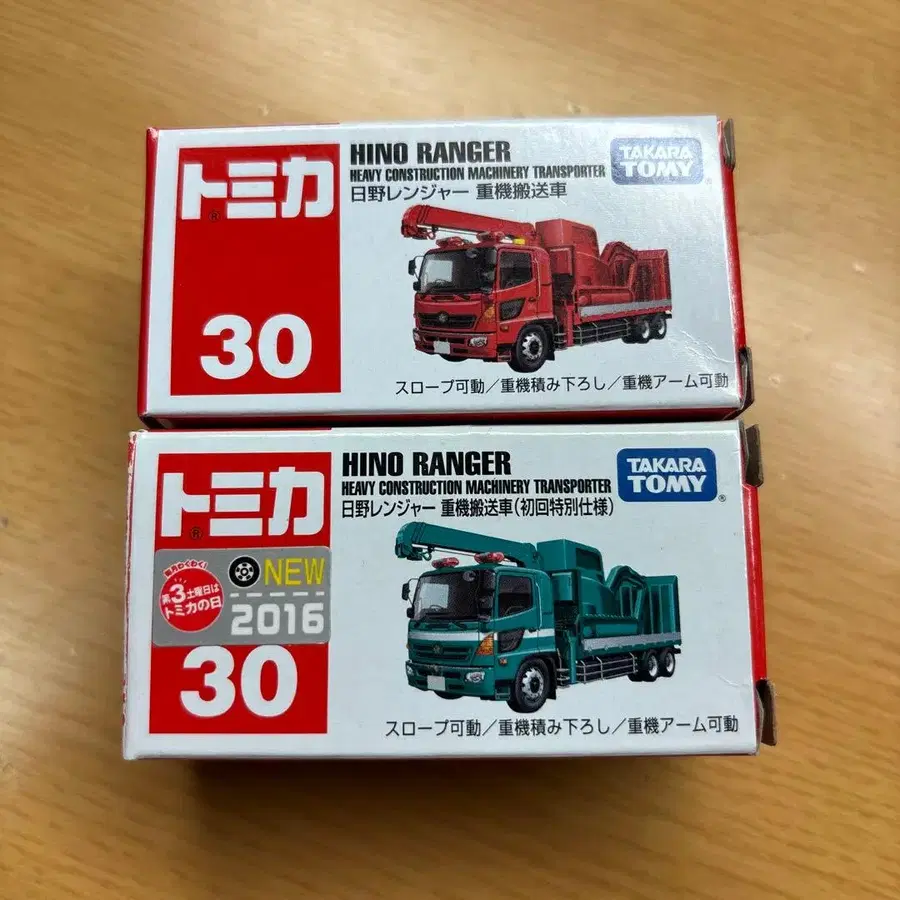 トミカ
®
30
HINO RANGER
HEAVY CONSTRUCTION MACHINERY TRANSPORTER
日野レンジャー 重機搬送車
TAKARA
TOMY
スロープ可動/重機積み下ろし/重機アーム可動
トミカ
®
毎月わくわく!
第3土曜日は
トミカの日
NEW
2016
30
HINO RANGER
HEAVY CONSTRUCTION MACHINERY TRANSPORTER
日野レンジャー 重機搬送車(初回特別仕様)
TAKARA
TOMY
®
スロープ可動/重機積み下ろし/重機アーム可動